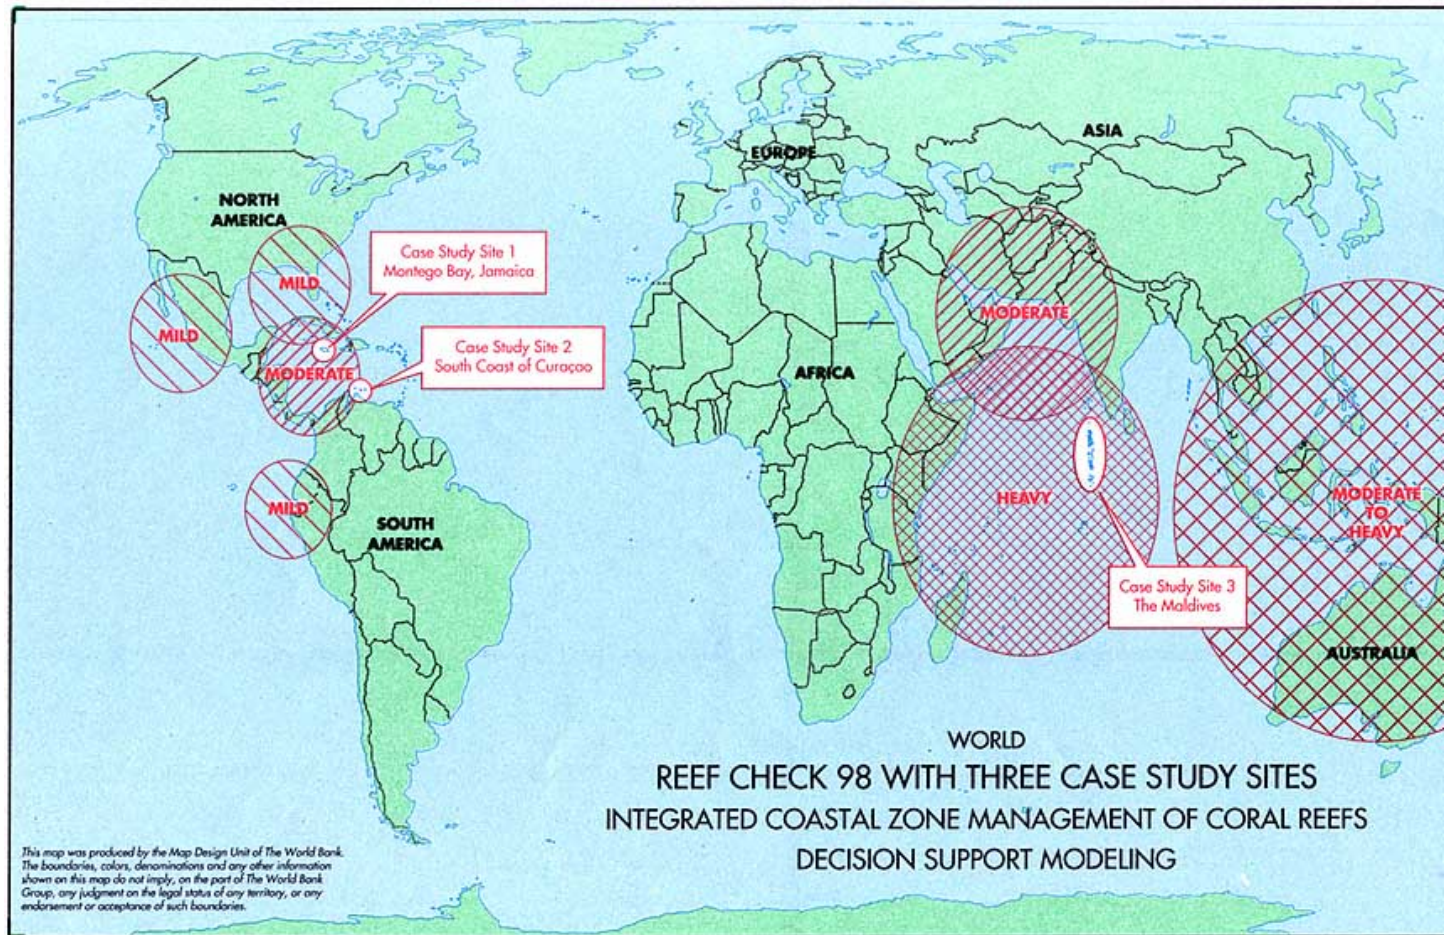 ASIA
EUROPE
NORTH
AMERICA
Case Study Site 1
Montego Bay, Jamaica
MILD
MILD
MODERATE
Case Study Site 2
South Coast of Curaçao
MODERATE
AFRICA
HEAVY
MODERATE
TO
HEAVY
MILD
SOUTH
AMERICA
Case Study Site 3
The Maldives
AUSTRALIA
WORLD
REEF CHECK 98 WITH THREE CASE STUDY SITES
INTEGRATED COASTAL ZONE MANAGEMENT OF CORAL REEFS
DECISION SUPPORT MODELING
This map was produced by the Map Design Unit of The World Bank.
The boundaries, colors, denominations and any other information
shown on this map do not imply, on the part of The World Bank
Group, any judgment on the legal status of any territory, or any
endorsement or acceptance of such boundaries.